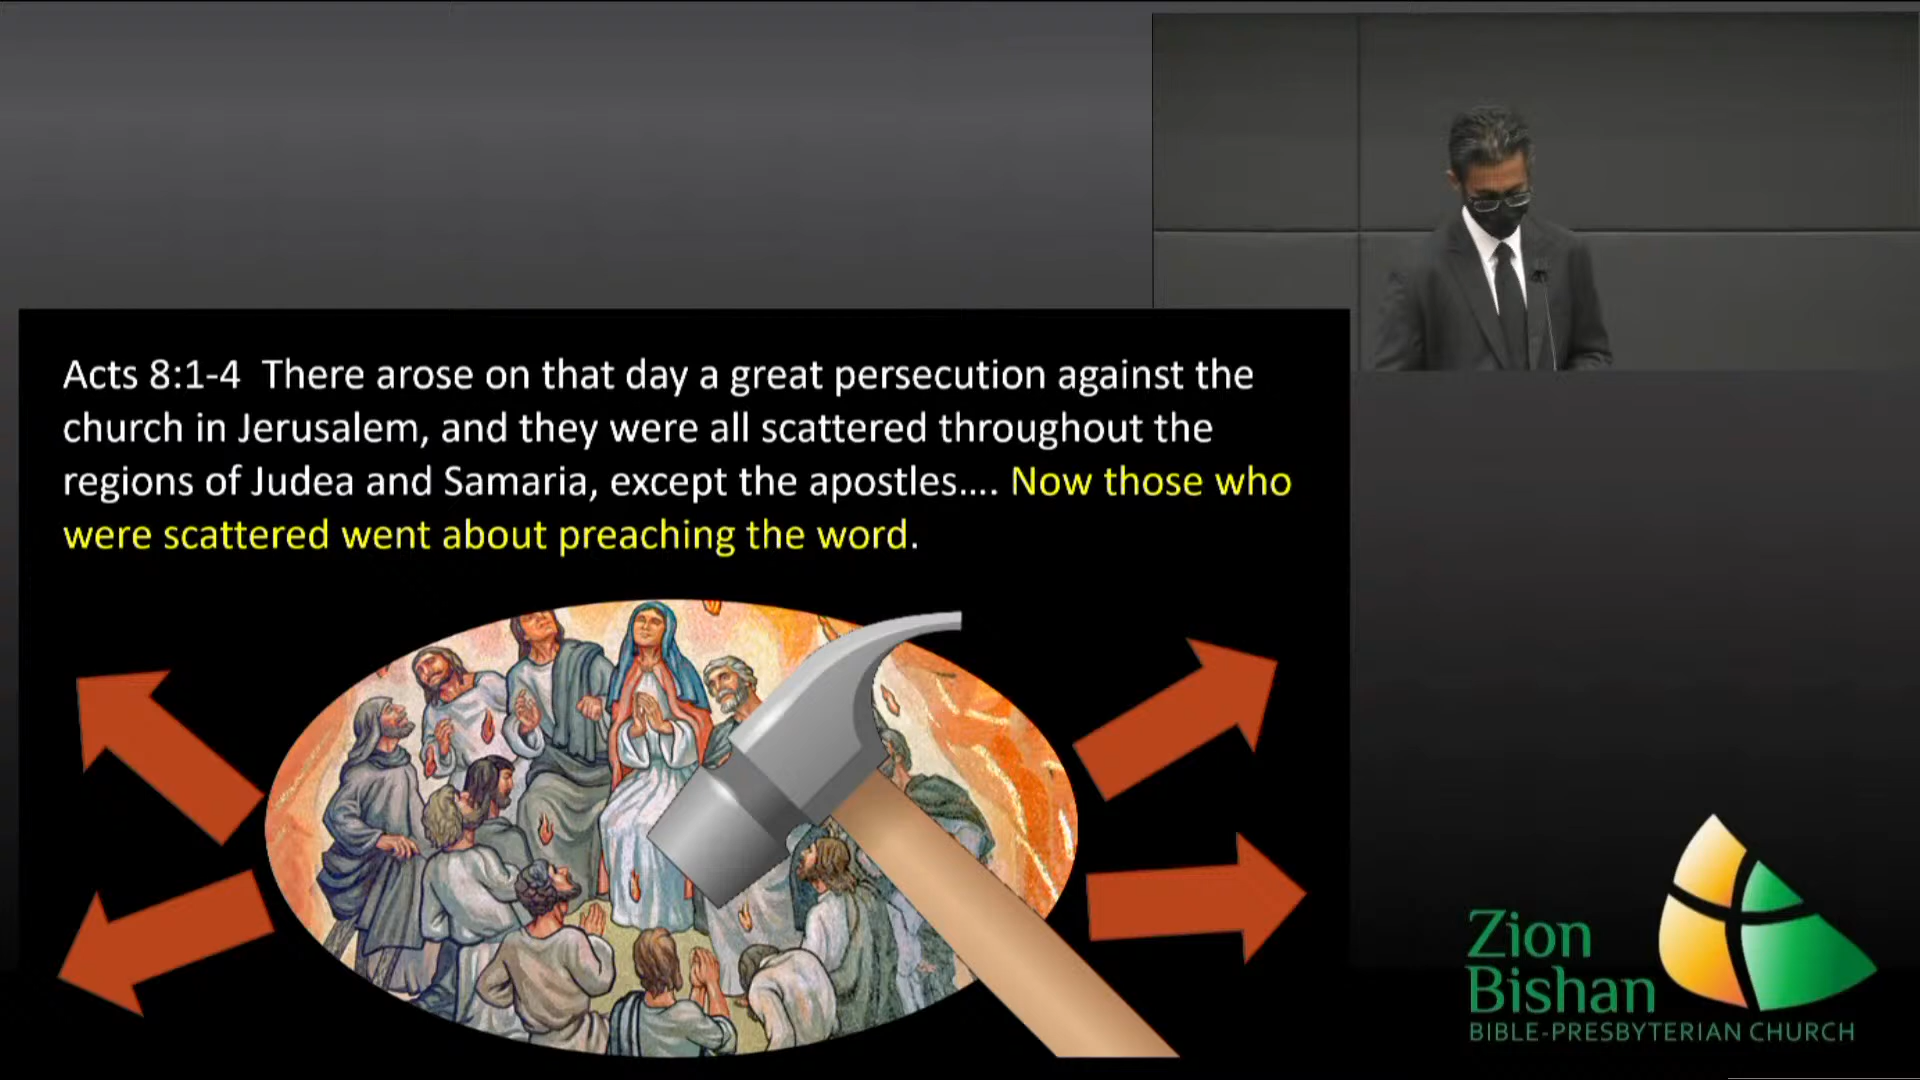 Acts 8:1-4  There arose on that day a great persecution against the
church in Jerusalem, and they were all scattered throughout the
regions of Judea and Samaria, except the apostles…. Now those who
were scattered went about preaching the word.
Zion
Bishan
BIBLE-PRESBYTERIAN CHURCH